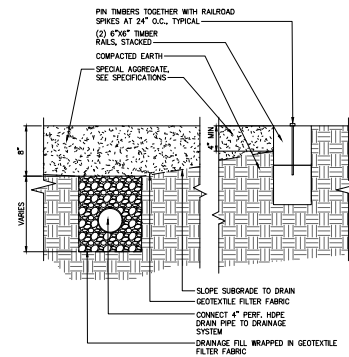 PIN TIMBERS TOGETHER WITH RAILROAD
SPIKES AT 24" O.C., TYPICAL
(2) 6"X6" TIMBER
RAILS, STACKED
COMPACTED EARTH
SPECIAL AGGREGATE,
SEE SPECIFICATIONS
8"
4" MIN.
VARIES
SLOPE SUBGRADE TO DRAIN
GEOTEXTILE FILTER FABRIC
CONNECT 4" PERF. HDPE
DRAIN PIPE TO DRAINAGE
SYSTEM
DRAINAGE FILL WRAPPED IN GEOTEXTILE
FILTER FABRIC